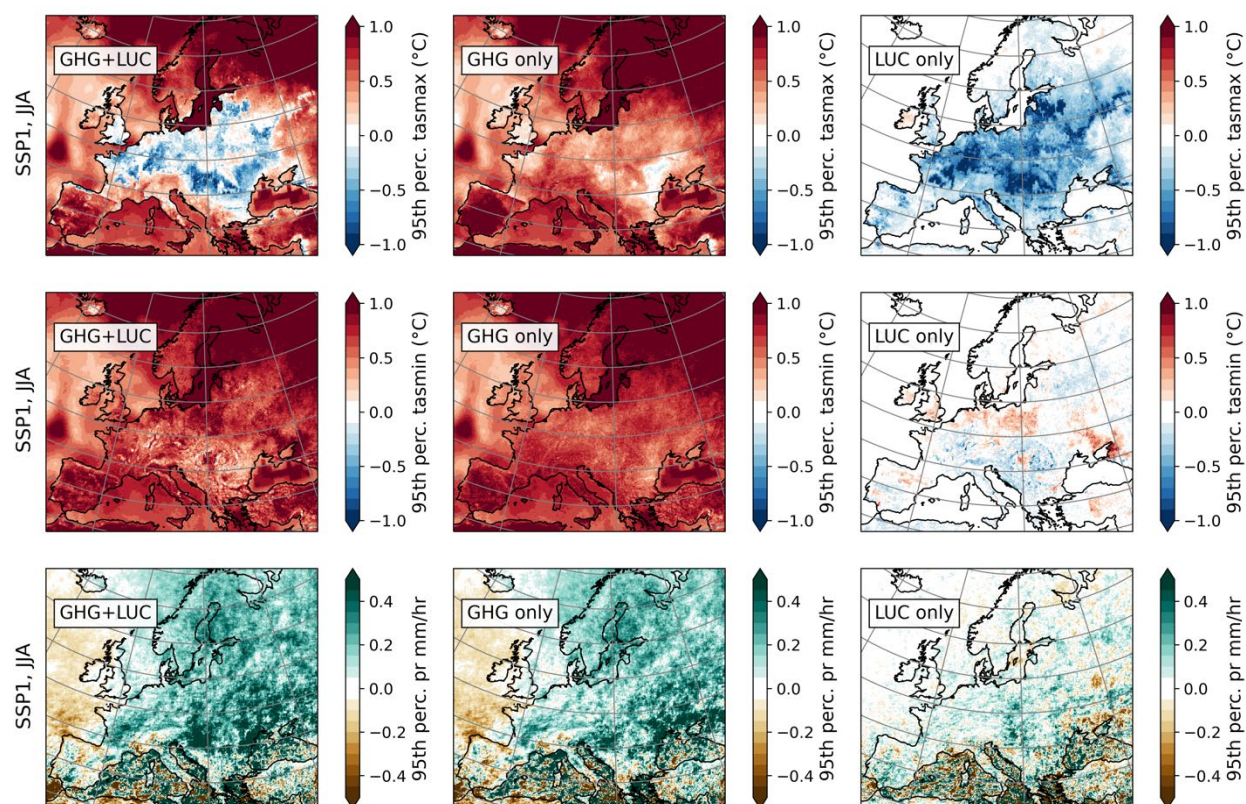 SSP1, JJA
GHG+LUC
1.0
0.5
0.0
−0.5
−1.0
95th perc. tasmax (°C)
GHG only
1.0
0.5
0.0
−0.5
−1.0
95th perc. tasmax (°C)
LUC only
1.0
0.5
0.0
−0.5
−1.0
95th perc. tasmax (°C)
SSP1, JJA
GHG+LUC
1.0
0.5
0.0
−0.5
−1.0
95th perc. tasmin (°C)
GHG only
1.0
0.5
0.0
−0.5
−1.0
95th perc. tasmin (°C)
LUC only
1.0
0.5
0.0
−0.5
−1.0
95th perc. tasmin (°C)
SSP1, JJA
GHG+LUC
0.4
0.2
0.0
−0.2
−0.4
95th perc. pr mm/hr
GHG only
0.4
0.2
0.0
−0.2
−0.4
95th perc. pr mm/hr
LUC only
0.4
0.2
0.0
−0.2
−0.4
95th perc. pr mm/hr